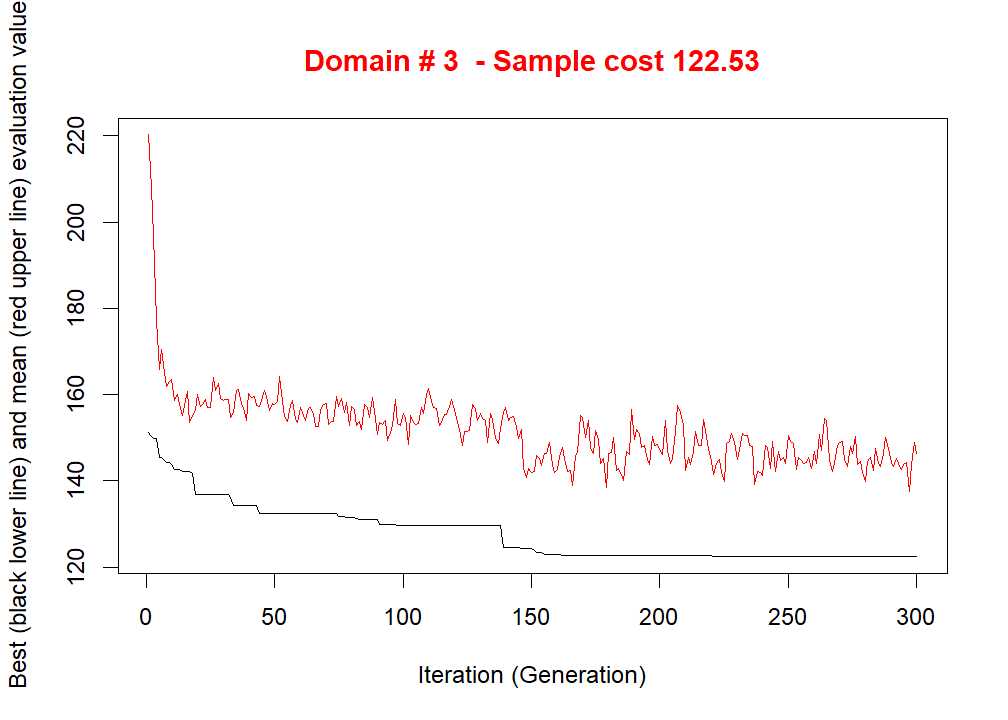 Domain # 3  - Sample cost 122.53
Best (black lower line) and mean (red upper line) evaluation value
220
200
180
160
140
120
0 50 100 150 200 250 300
Iteration (Generation)